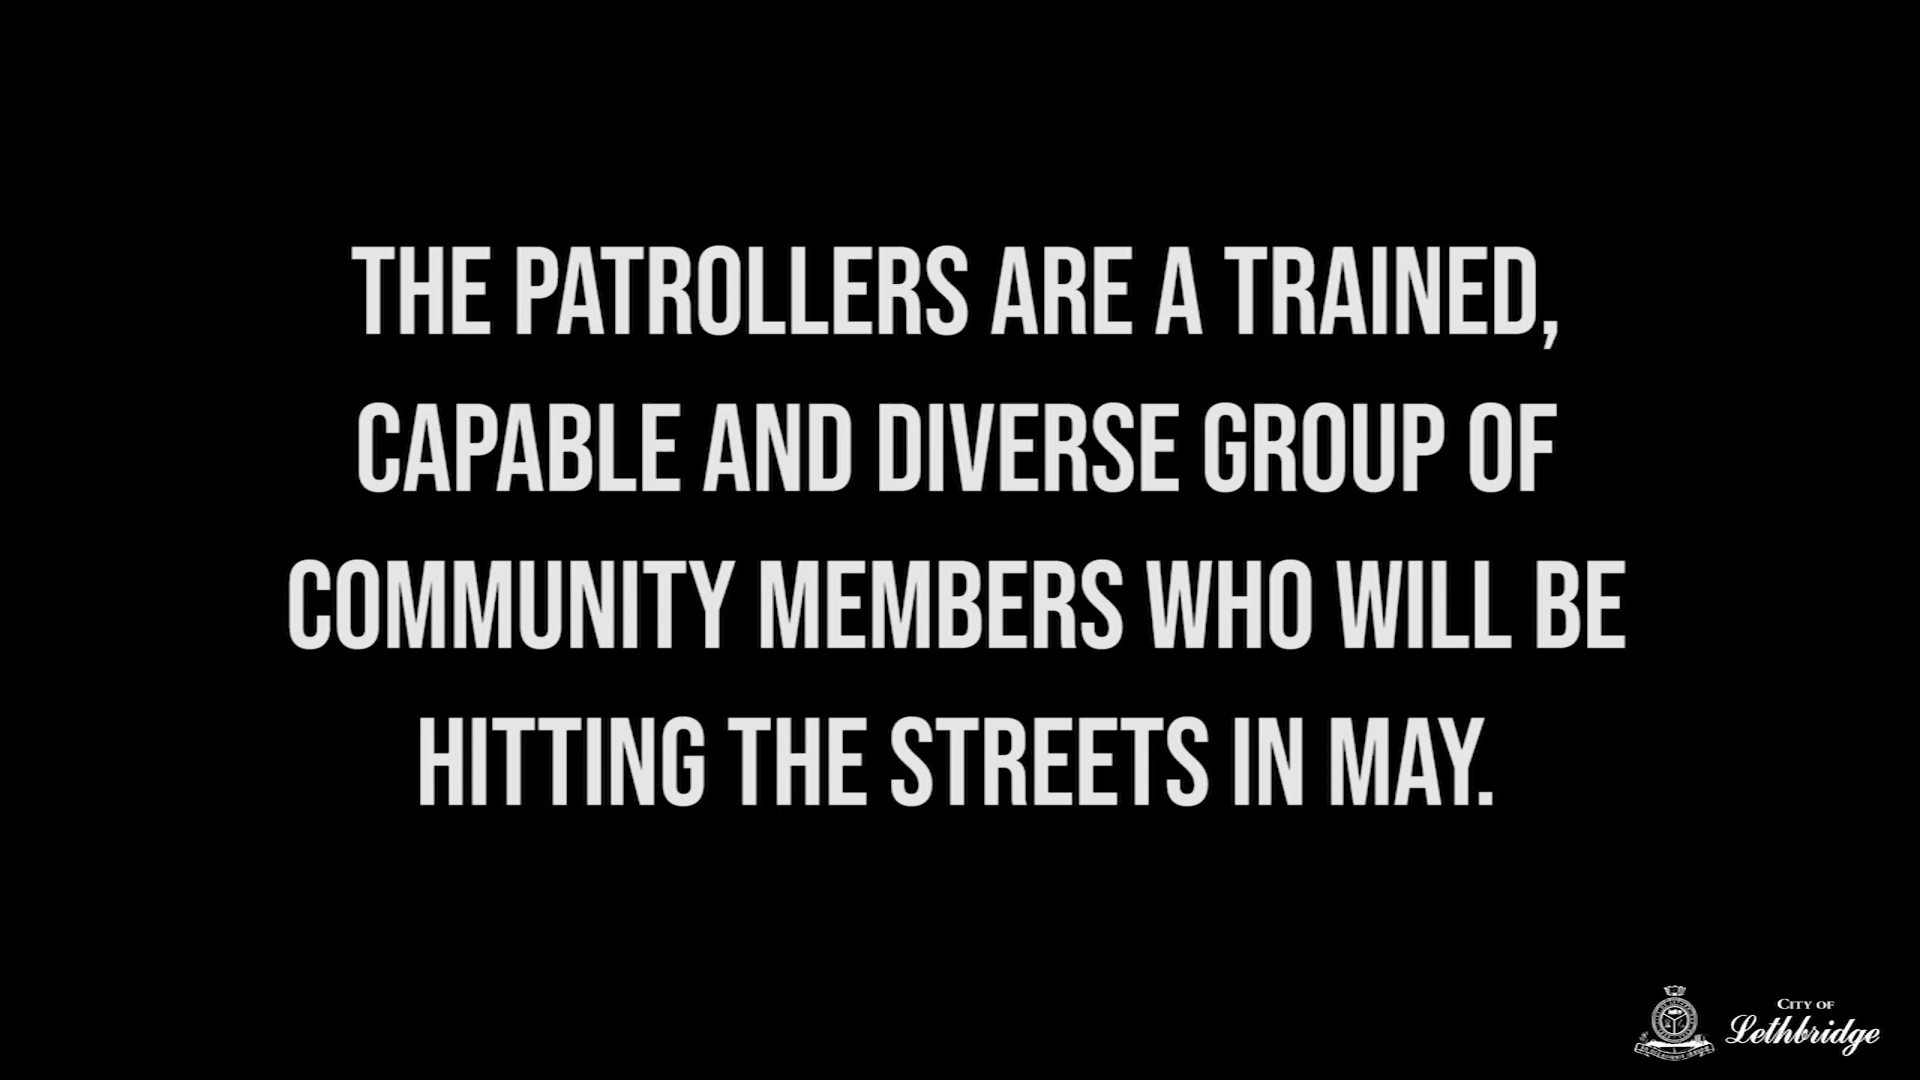 THE PATROLLERS ARE A TRAINED,
CAPABLE AND DIVERSE GROUP OF
COMMUNITY MEMBERS WHO WILL BE
HITTING THE STREETS IN MAY.
CITY OF
Lethbridge